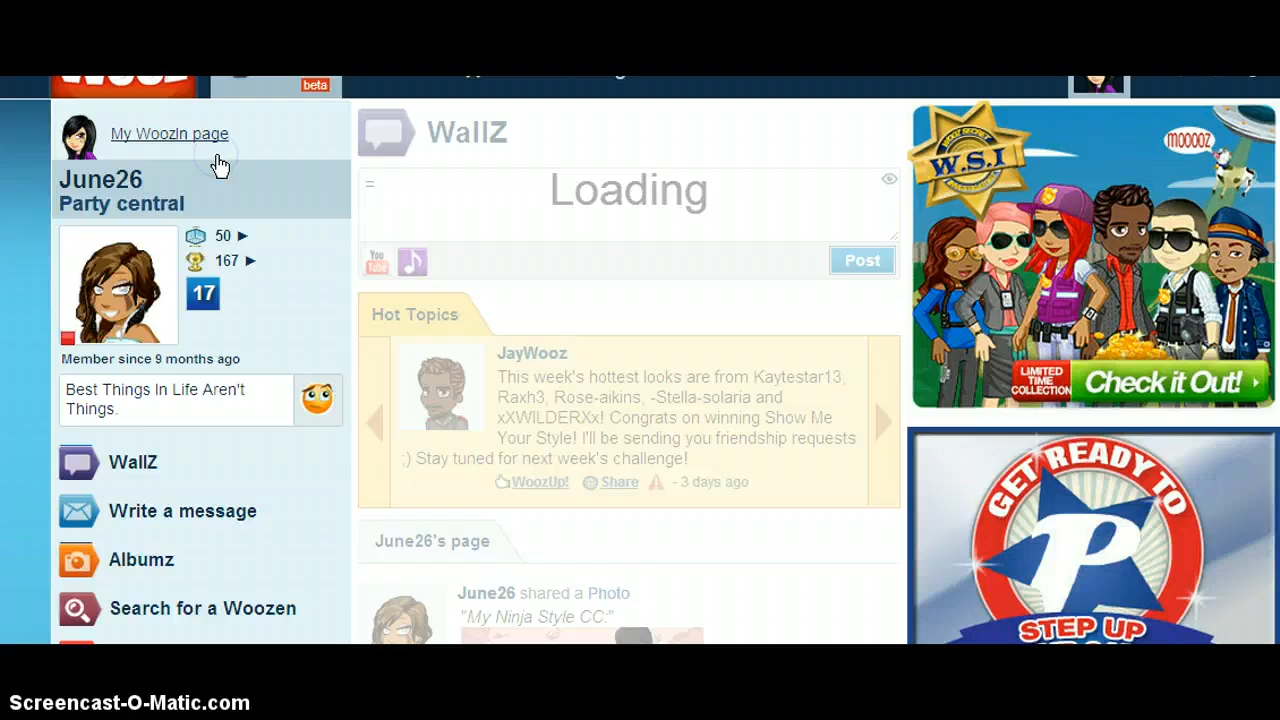 beta
My WoozIn page
June26
Party central
50
167
17
Member since 9 months ago
Best Things In Life Aren't
Things.
WallZ
Write a message
Albumz
Search for a Woozen
WallZ
=
Loading
You
Tube
Post
Hot Topics
JayWooz
This week's hottest looks are from Kaytestar13,
Raxh3, Rose-aikins, -Stella-solaria and
xXWILDERXx! Congrats on winning Show Me
Your Style! I'll be sending you friendship requests
;) Stay tuned for next week's challenge!
WoozUp! Share - 3 days ago
June26's page
June26 shared a Photo
"My Ninja Style CC:"
W.S.I
MOOOOZ
LIMITED
TIME
COLLECTION
Check it Out!
GET READY TO
P
STEP UP
Screencast-O-Matic.com